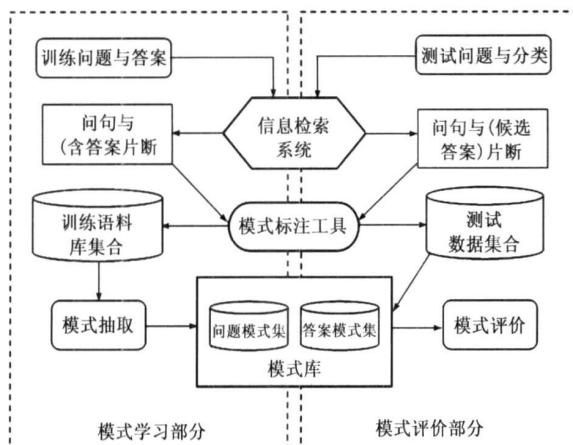 训练问题与答案
测试问题与分类
信息检索
系统
问句与
(含答案片断
问句与(候选
答案)片断
模式标注工具
训练语料
库集合
测试
数据集合
模式抽取
问题模式集
答案模式集
模式评价
模式库
模式学习部分
模式评价部分